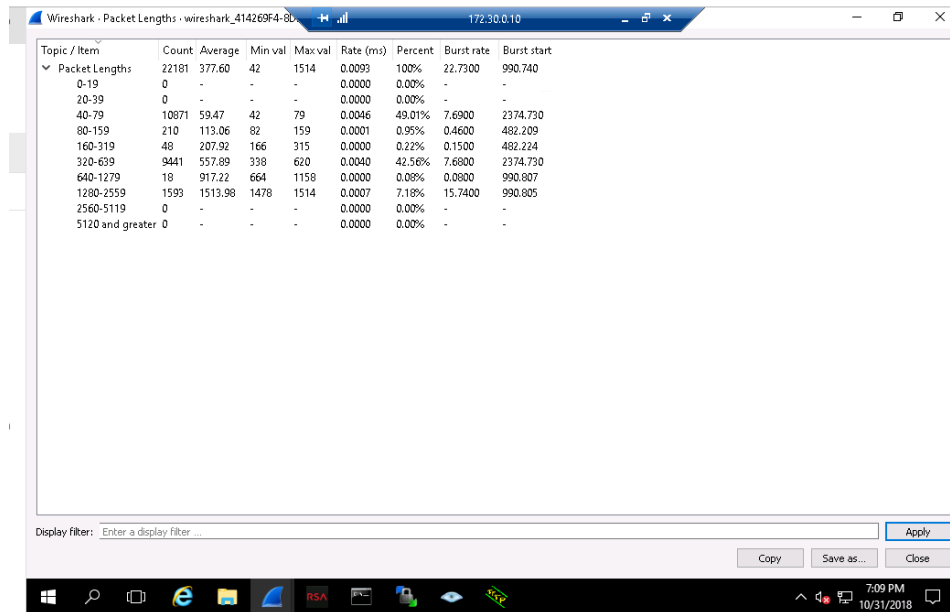 Wireshark · Packet Lengths · wireshark_414269F4-8D
172.30.0.10
Topic / Item Count Average Min val Max val Rate (ms) Percent Burst rate Burst start
Packet Lengths 22181 377.60 42 1514 0.0093 100% 22.7300 990.740
0-19 0 - - - 0.0000 0.00% - -
20-39 0 - - - 0.0000 0.00% - -
40-79 10871 59.47 42 79 0.0046 49.01% 7.6900 2374.730
80-159 210 113.06 82 159 0.0001 0.95% 0.4600 482.209
160-319 48 207.92 166 315 0.0000 0.22% 0.1500 482.224
320-639 9441 557.89 338 620 0.0040 42.56% 7.6800 2374.730
640-1279 18 917.22 664 1158 0.0000 0.08% 0.0800 990.807
1280-2559 1593 1513.98 1478 1514 0.0007 7.18% 15.7400 990.805
2560-5119 0 - - - 0.0000 0.00% - -
5120 and greater 0 - - - 0.0000 0.00% - -
Display filter: Enter a display filter ... Apply
Copy Save as... Close
RSA
7:09 PM
10/31/2018